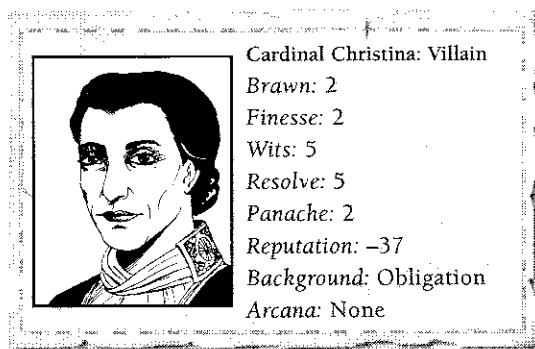 Cardinal Christina: Villain
Brawn: 2
Finesse: 2
Wits: 5
Resolve: 5
Panache: 2
Reputation: –37
Background: Obligation
Arcana: None